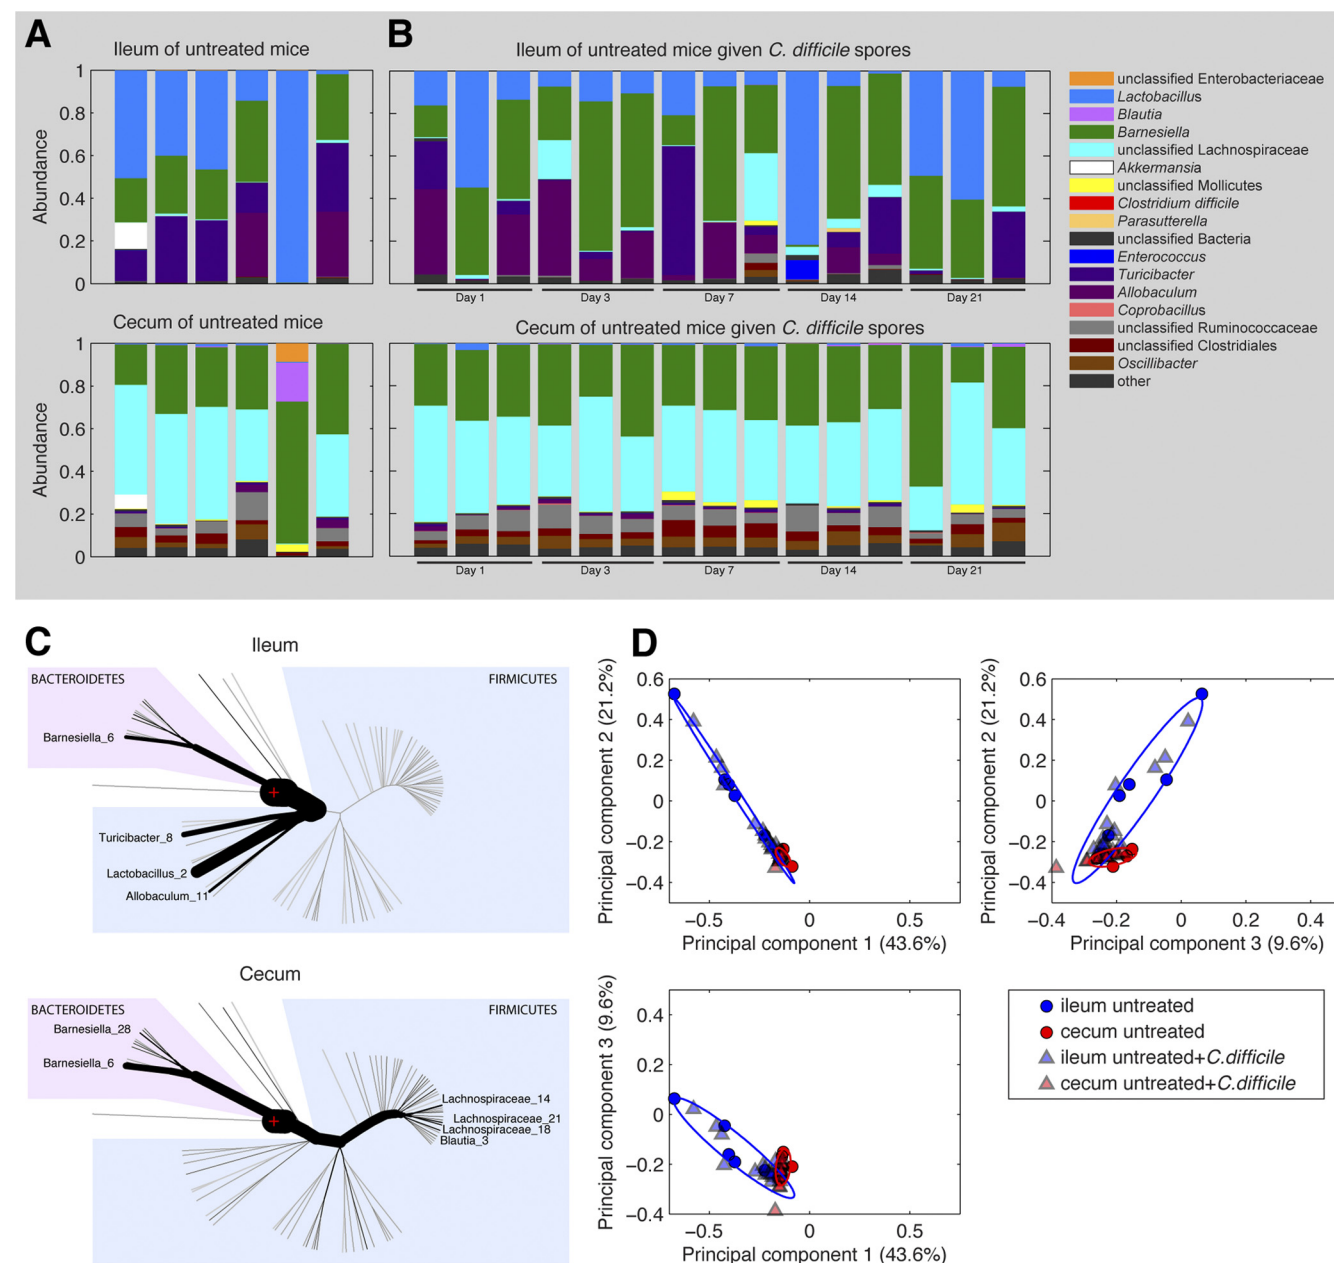 A
B
Ileum of untreated mice
Ileum of untreated mice given C. difficile spores
Abundance
1
0.8
0.6
0.4
0.2
0
Day 1
Day 3
Day 7
Day 14
Day 21
Cecum of untreated mice
Cecum of untreated mice given C. difficile spores
Abundance
1
0.8
0.6
0.4
0.2
0
Day 1
Day 3
Day 7
Day 14
Day 21
unclassified Enterobacteriaceae
Lactobacillus
Blautia
Barnesiella
unclassified Lachnospiraceae
Akkermansia
unclassified Mollicutes
Clostridium difficile
Parasutterella
unclassified Bacteria
Enterococcus
Turicibacter
Allobaculum
Coprobacillus
unclassified Ruminococcaceae
unclassified Clostridiales
Oscillibacter
other
C
Ileum
BACTEROIDETES
FIRMICUTES
Barnesiella_6
Turicibacter_8
Lactobacillus_2
Allobaculum_11
Cecum
BACTEROIDETES
FIRMICUTES
Barnesiella_28
Barnesiella_6
Lachnospiraceae_14
Lachnospiraceae_21
Lachnospiraceae_18
Blautia_3
D
Principal component 2 (21.2%)
0.6
0.4
0.2
0
−0.2
−0.4
−0.5
0
0.5
Principal component 1 (43.6%)
Principal component 2 (21.2%)
0.6
0.4
0.2
0
−0.2
−0.4
−0.4
−0.2
0
0.2
0.4
Principal component 3 (9.6%)
Principal component 3 (9.6%)
0.4
0.2
0
−0.2
−0.4
−0.5
0
0.5
Principal component 1 (43.6%)
ileum untreated
cecum untreated
ileum untreated+C.difficile
cecum untreated+C.difficile